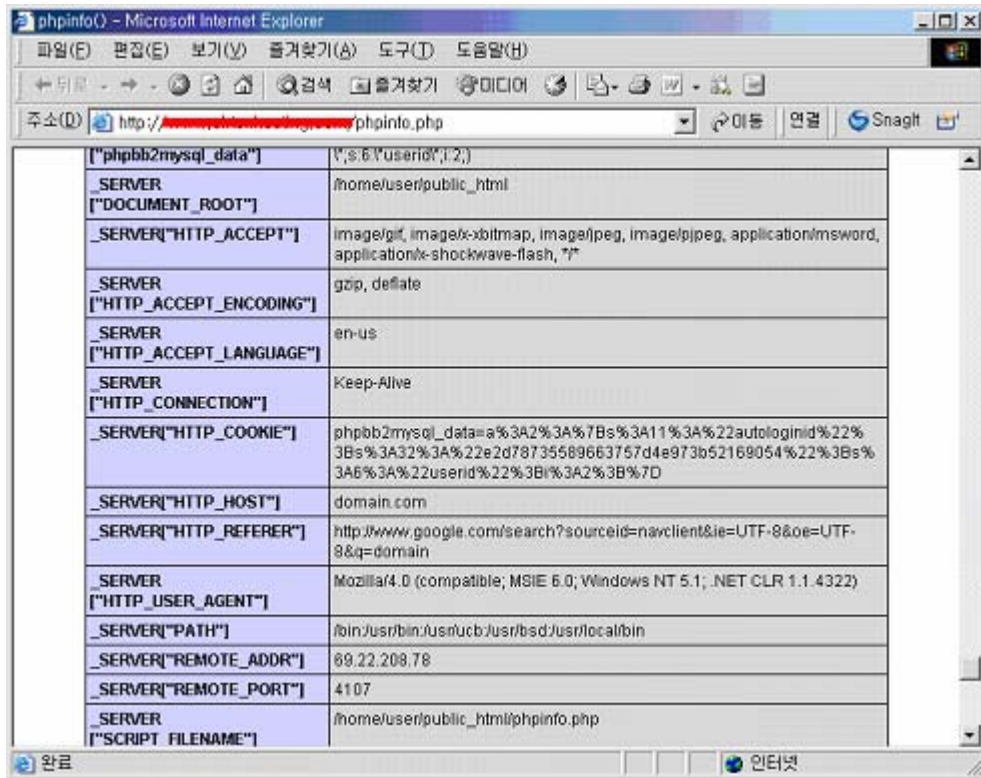 phpinfo() - Microsoft Internet Explorer
파일(F) 편집(E) 보기(V) 즐겨찾기(A) 도구(T) 도움말(H)
뒤로 검색 즐겨찾기 미디어
주소(D) http:// phpinfo.php 이동 연결 SnagIt
["phpbb2mysql_data"] \";s:6:\"userid\";i:2;}
_SERVER /home/user/public_html
["DOCUMENT_ROOT"]
_SERVER["HTTP_ACCEPT"] image/gif, image/x-xbitmap, image/jpeg, image/pjpeg, application/msword,
application/x-shockwave-flash, */*
_SERVER gzip, deflate
["HTTP_ACCEPT_ENCODING"]
_SERVER en-us
["HTTP_ACCEPT_LANGUAGE"]
_SERVER Keep-Alive
["HTTP_CONNECTION"]
_SERVER["HTTP_COOKIE"] phpbb2mysql_data=a%3A2%3A%7Bs%3A11%3A%22autologinid%22%
3Bs%3A32%3A%22e2d78735589663757d4e973b52169054%22%3Bs%
3A6%3A%22userid%22%3Bi%3A2%3B%7D
_SERVER["HTTP_HOST"] domain.com
_SERVER["HTTP_REFERER"] http://www.google.com/search?sourceid=navclient&ie=UTF-8&oe=UTF-
8&q=domain
_SERVER Mozilla/4.0 (compatible; MSIE 6.0; Windows NT 5.1; .NET CLR 1.1.4322)
["HTTP_USER_AGENT"]
_SERVER["PATH"] /bin:/usr/bin:/usr/ucb:/usr/bsd:/usr/local/bin
_SERVER["REMOTE_ADDR"] 69.22.208.78
_SERVER["REMOTE_PORT"] 4107
_SERVER /home/user/public_html/phpinfo.php
["SCRIPT_FILENAME"]
완료 인터넷